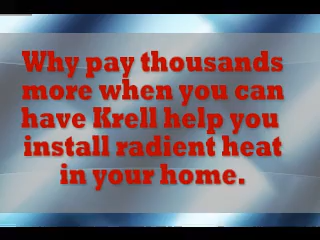 Why pay thousands
more when you can
have Krell help you
install radient heat
in your home.